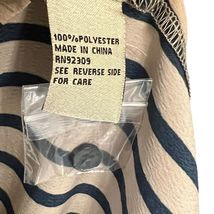 100%POLYESTER
MADE IN CHINA
RN92309
SEE REVERSE SIDE
FOR CARE